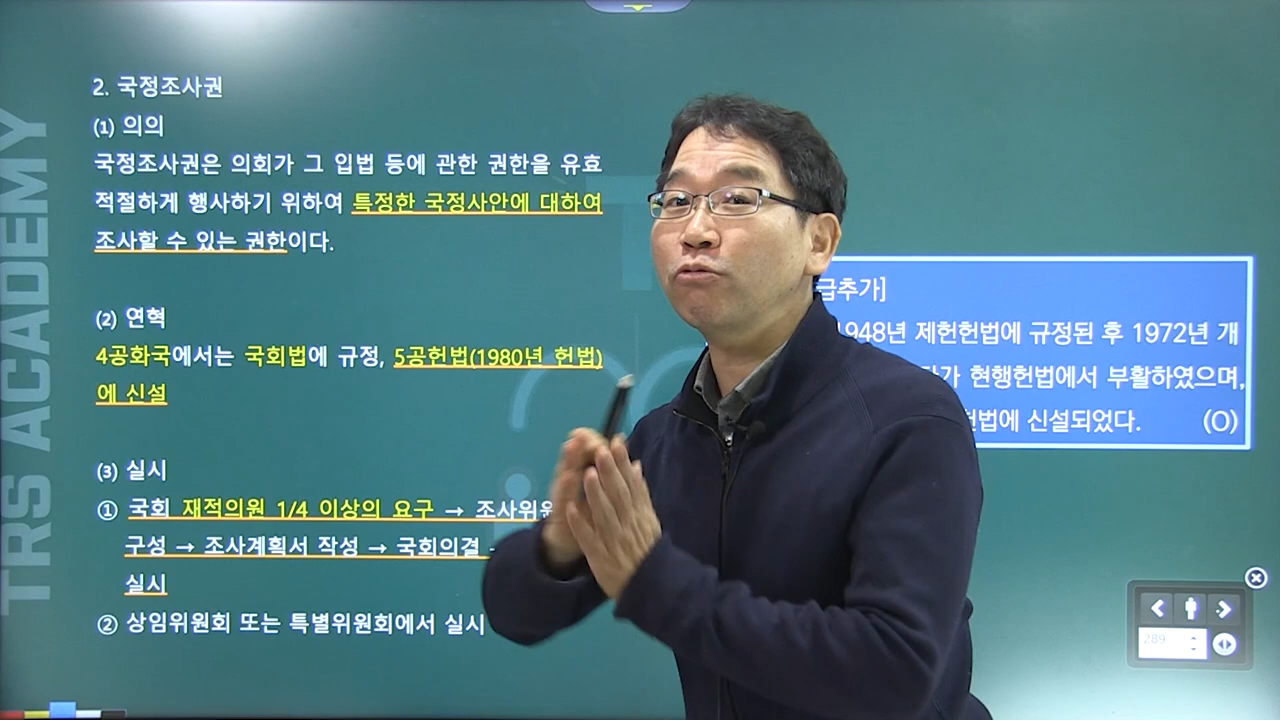 TRS ACADEMY
2. 국정조사권
(1) 의의
국정조사권은 의회가 그 입법 등에 관한 권한을 유효
적절하게 행사하기 위하여 특정한 국정사안에 대하여
조사할 수 있는 권한이다.
(2) 연혁
4공화국에서는 국회법에 규정, 5공헌법(1980년 헌법)
에 신설
(3) 실시
① 국회 재적의원 1/4 이상의 요구 → 조사위원
구성 → 조사계획서 작성 → 국회의결
실시
② 상임위원회 또는 특별위원회에서 실시
급추가]
1948년 제헌헌법에 규정된 후 1972년 개
현행헌법에서 부활하였으며,
신설되었다. (O)
289